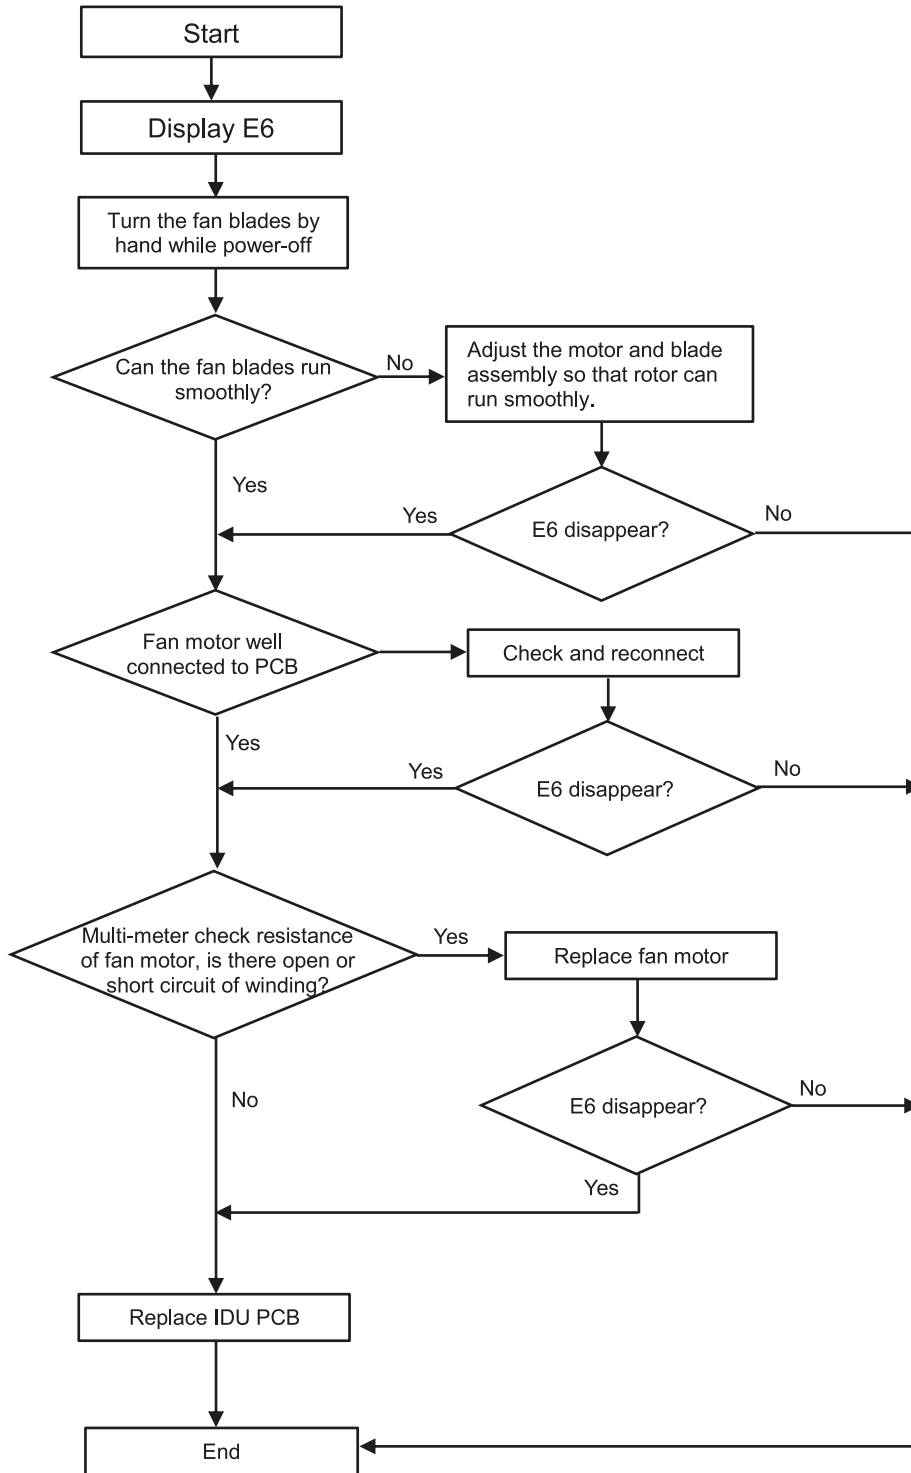 Start
Display E6
Turn the fan blades by
hand while power-off
Can the fan blades run
smoothly?
No
Adjust the motor and blade
assembly so that rotor can
run smoothly.
Yes
Yes
E6 disappear?
No
Fan motor well
connected to PCB
Check and reconnect
Yes
Yes
E6 disappear?
No
Multi-meter check resistance
of fan motor, is there open or
short circuit of winding?
Yes
Replace fan motor
No
E6 disappear?
No
Yes
Replace IDU PCB
End